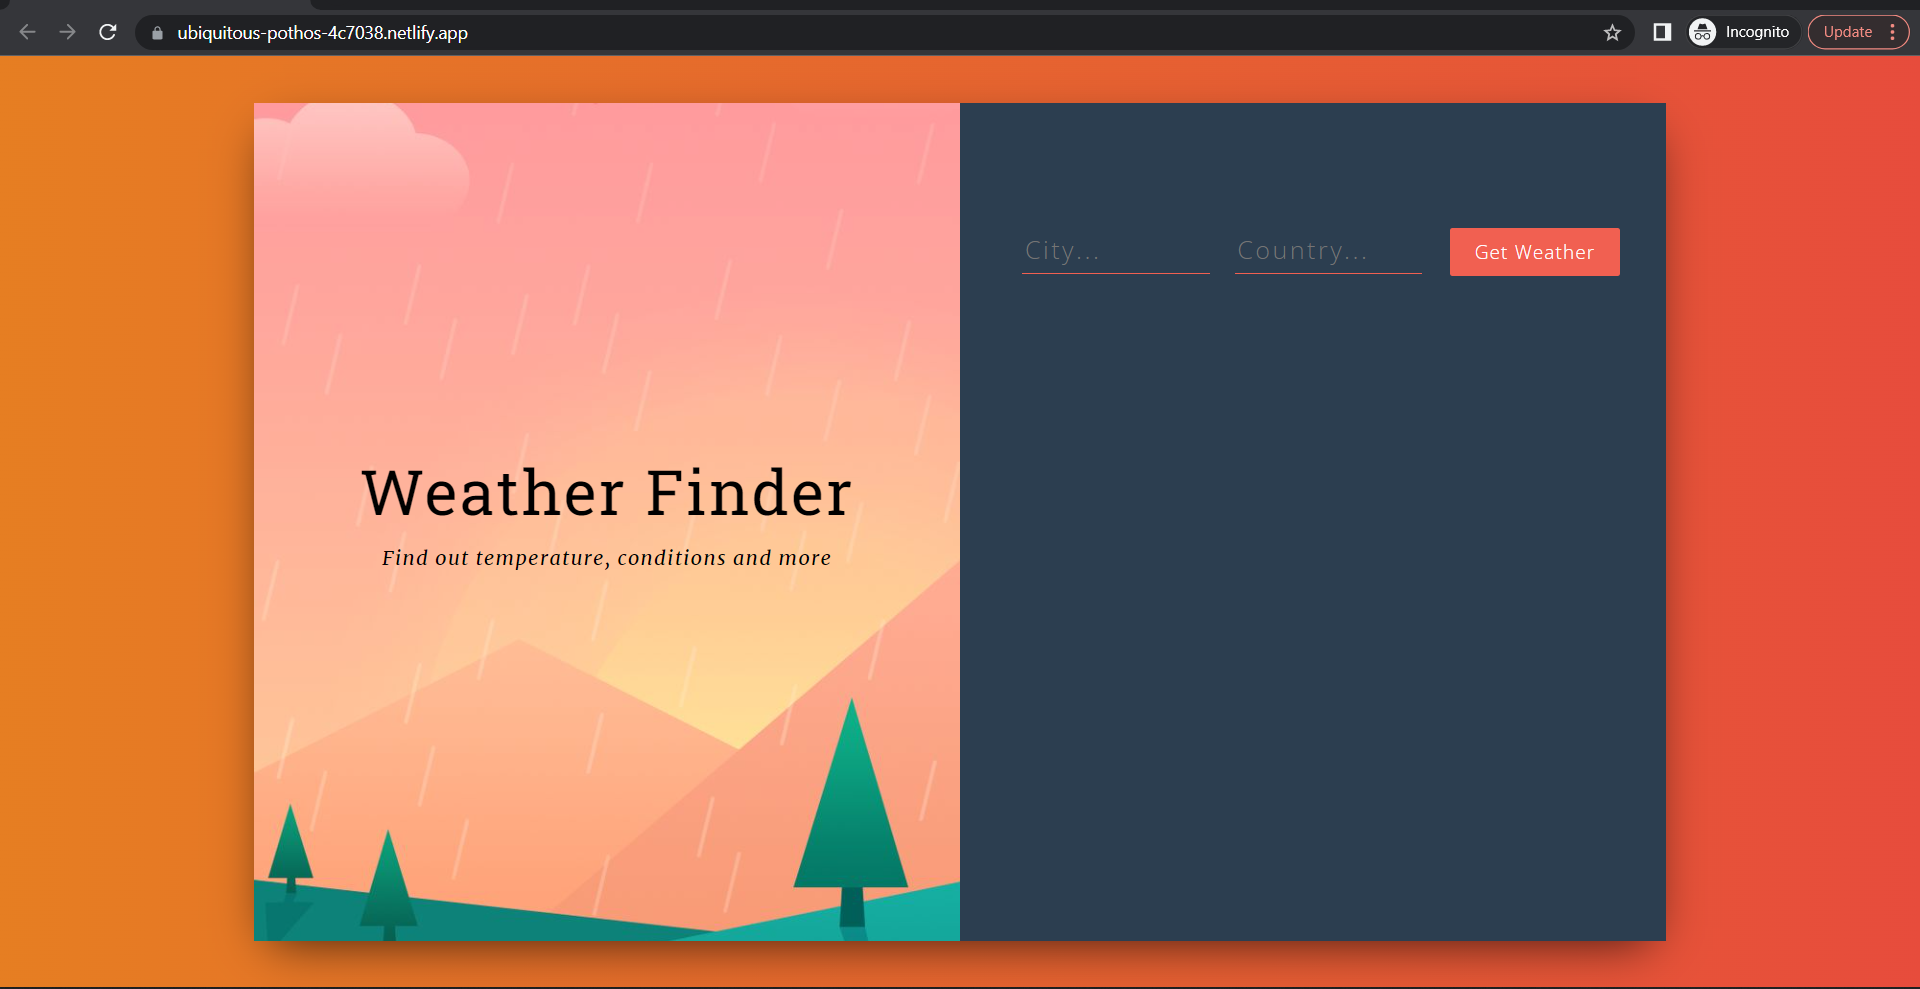 ubiquitous-pothos-4c7038.netlify.app
Incognito
Update
Weather Finder
Find out temperature, conditions and more
City...
Country...
Get Weather